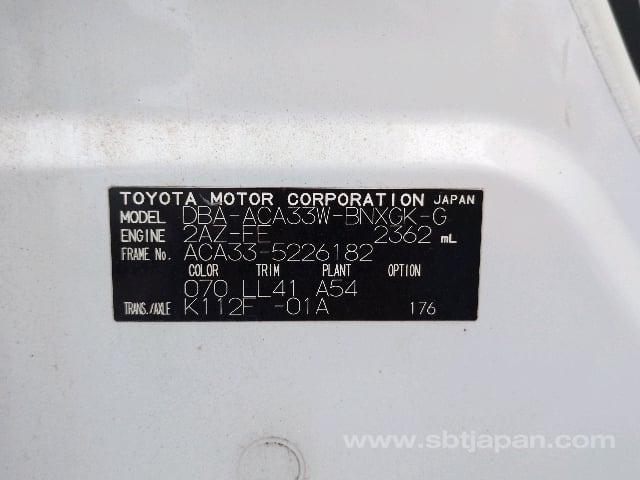 TOYOTA MOTOR CORPORATION JAPAN
MODEL DBA-ACA33W-BNXGK-G
ENGINE 2AZ-FE 2362 mL
FRAME No. ACA33-5226182
COLOR TRIM PLANT OPTION
070 LL41 A54
TRANS./AXLE K112F -01A 176
www.sbtjapan.com